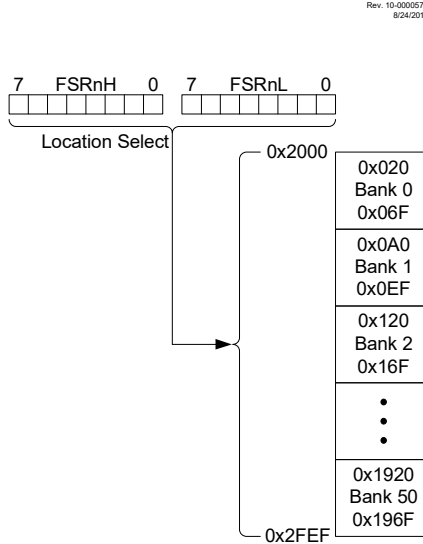 Rev. 10-000057
8/24/201
7 FSRnH 0 7 FSRnL 0
Location Select
0x2000
0x020
Bank 0
0x06F
0x0A0
Bank 1
0x0EF
0x120
Bank 2
0x16F
0x1920
Bank 50
0x196F
0x2FEF